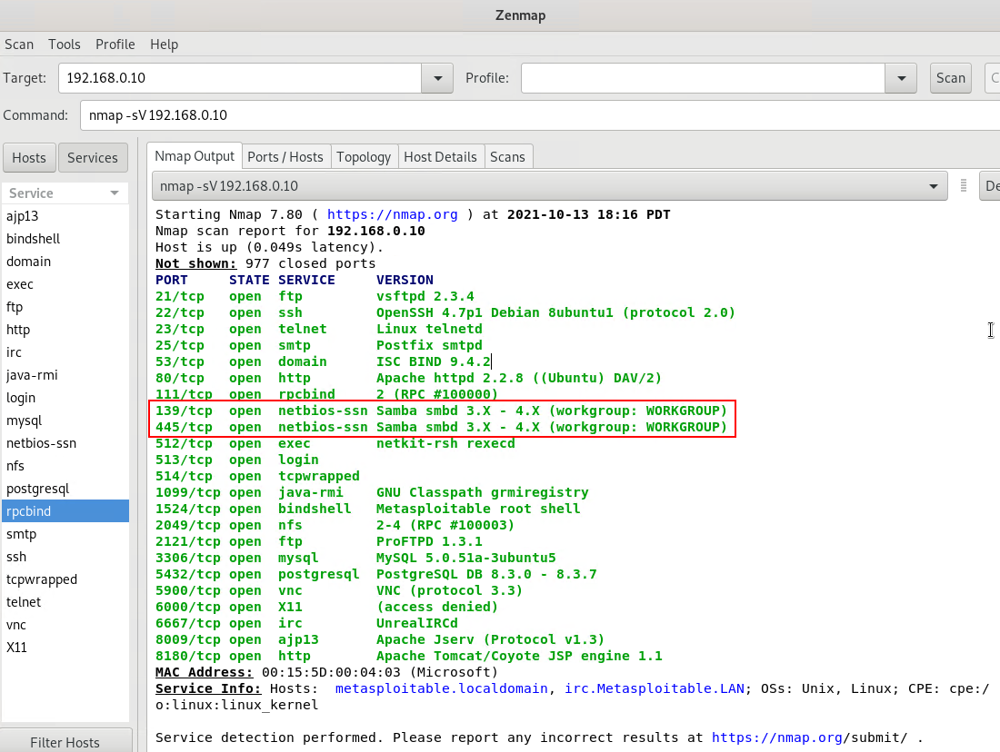 Zenmap
Scan Tools Profile Help
Target: 192.168.0.10 Profile: Scan C
Command: nmap -sV 192.168.0.10
Hosts Services
Service
ajp13
bindshell
domain
exec
ftp
http
irc
java-rmi
login
mysql
netbios-ssn
nfs
postgresql
rpcbind
smtp
ssh
tcpwrapped
telnet
vnc
X11
Filter Hosts
Nmap Output Ports / Hosts Topology Host Details Scans
nmap -sV 192.168.0.10 De
Starting Nmap 7.80 ( https://nmap.org ) at 2021-10-13 18:16 PDT
Nmap scan report for 192.168.0.10
Host is up (0.049s latency).
Not shown: 977 closed ports
PORT STATE SERVICE VERSION
21/tcp open ftp vsftpd 2.3.4
22/tcp open ssh OpenSSH 4.7p1 Debian 8ubuntu1 (protocol 2.0)
23/tcp open telnet Linux telnetd
25/tcp open smtp Postfix smtpd
53/tcp open domain ISC BIND 9.4.2
80/tcp open http Apache httpd 2.2.8 ((Ubuntu) DAV/2)
111/tcp open rpcbind 2 (RPC #100000)
139/tcp open netbios-ssn Samba smbd 3.X - 4.X (workgroup: WORKGROUP)
445/tcp open netbios-ssn Samba smbd 3.X - 4.X (workgroup: WORKGROUP)
512/tcp open exec netkit-rsh rexecd
513/tcp open login
514/tcp open tcpwrapped
1099/tcp open java-rmi GNU Classpath grmiregistry
1524/tcp open bindshell Metasploitable root shell
2049/tcp open nfs 2-4 (RPC #100003)
2121/tcp open ftp ProFTPD 1.3.1
3306/tcp open mysql MySQL 5.0.51a-3ubuntu5
5432/tcp open postgresql PostgreSQL DB 8.3.0 - 8.3.7
5900/tcp open vnc VNC (protocol 3.3)
6000/tcp open X11 (access denied)
6667/tcp open irc UnrealIRCd
8009/tcp open ajp13 Apache Jserv (Protocol v1.3)
8180/tcp open http Apache Tomcat/Coyote JSP engine 1.1
MAC Address: 00:15:5D:00:04:03 (Microsoft)
Service Info: Hosts: metasploitable.localdomain, irc.Metasploitable.LAN; OSs: Unix, Linux; CPE: cpe:/
o:linux:linux_kernel
Service detection performed. Please report any incorrect results at https://nmap.org/submit/ .